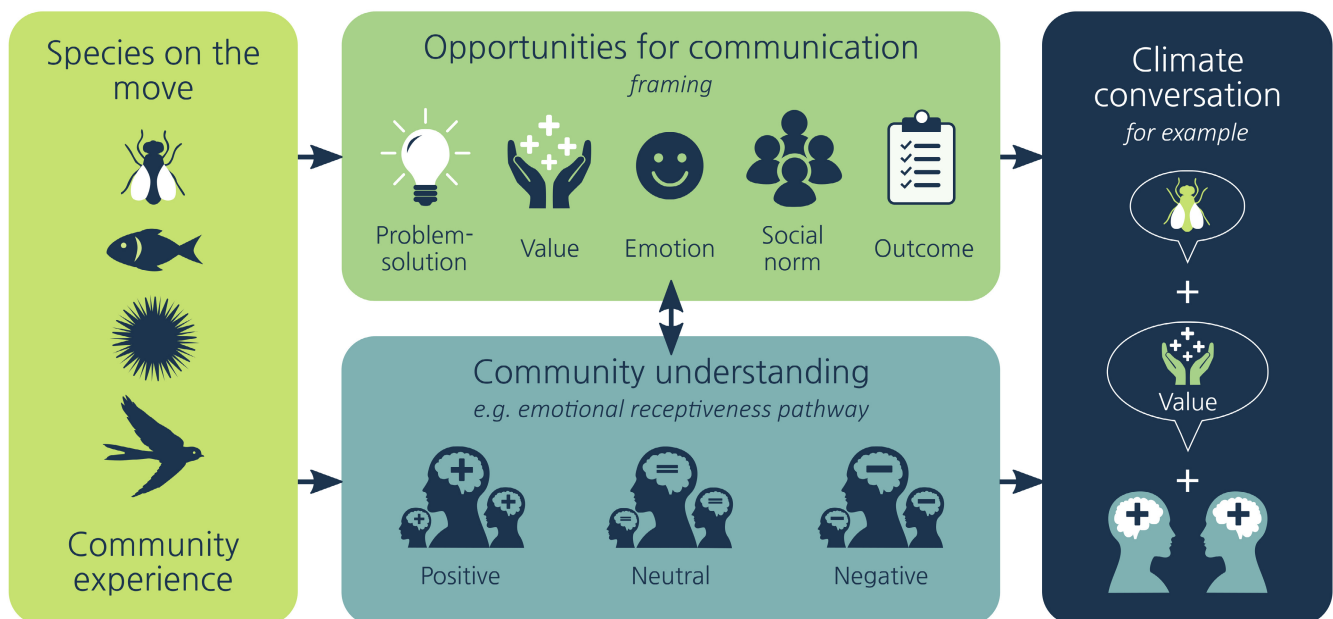 Species on the
move
Community
experience
Opportunities for communication
framing
Problem-
solution
Value
Emotion
Social
norm
Outcome
Community understanding
e.g. emotional receptiveness pathway
Positive
Neutral
Negative
Climate
conversation
for example
Value